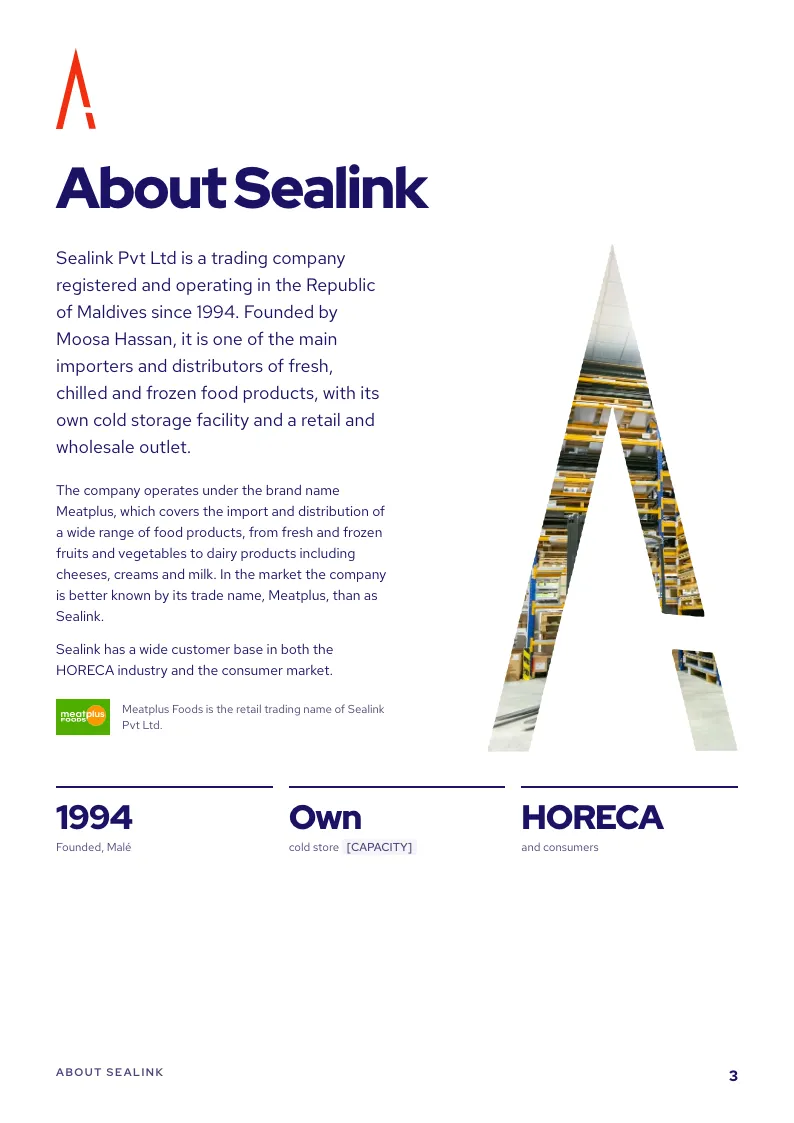 About Sealink
Sealink Pvt Ltd is a trading company
registered and operating in the Republic
of Maldives since 1994. Founded by
Moosa Hassan, it is one of the main
importers and distributors of fresh,
chilled and frozen food products, with its
own cold storage facility and a retail and
wholesale outlet.
The company operates under the brand name
Meatplus, which covers the import and distribution of
a wide range of food products, from fresh and frozen
fruits and vegetables to dairy products including
cheeses, creams and milk. In the market the company
is better known by its trade name, Meatplus, than as
Sealink.
Sealink has a wide customer base in both the
HORECA industry and the consumer market.
meatplus
FOODS
Meatplus Foods is the retail trading name of Sealink
Pvt Ltd.
1994
Founded, Malé
Own
cold store [CAPACITY]
HORECA
and consumers
ABOUT SEALINK
3